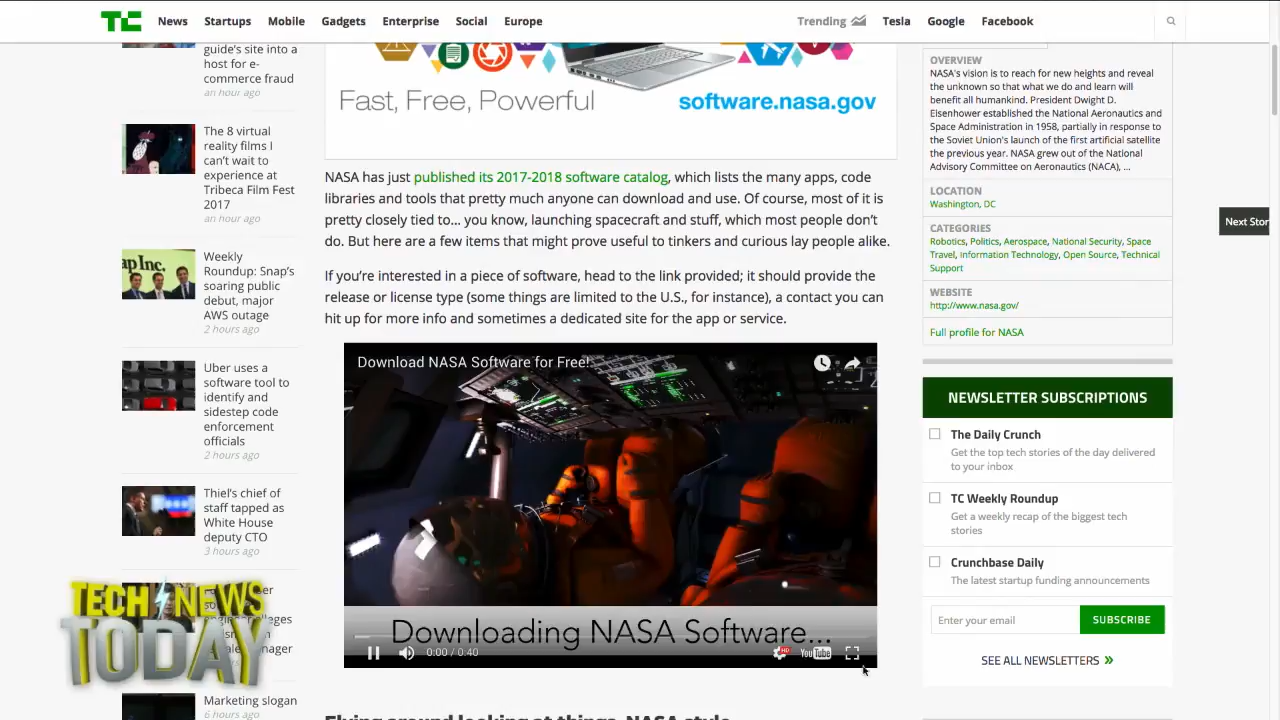 TC News Startups Mobile Gadgets Enterprise Social Europe Trending Tesla Google Facebook
guide's site into a
host for e-
commerce fraud
an hour ago
The 8 virtual
reality films I
can't wait to
experience at
Tribeca Film Fest
2017
an hour ago
ap Inc.
Weekly
Roundup: Snap's
soaring public
debut, major
AWS outage
2 hours ago
Uber uses a
software tool to
identify and
sidestep code
enforcement
officials
2 hours ago
Thiel's chief of
staff tapped as
White House
deputy CTO
3 hours ago
Marketing slogan
6 hours ago
TECH NEWS
TODAY
Fast, Free, Powerful
software.nasa.gov
NASA has just published its 2017-2018 software catalog, which lists the many apps, code
libraries and tools that pretty much anyone can download and use. Of course, most of it is
pretty closely tied to… you know, launching spacecraft and stuff, which most people don't
do. But here are a few items that might prove useful to tinkers and curious lay people alike.
If you're interested in a piece of software, head to the link provided; it should provide the
release or license type (some things are limited to the U.S., for instance), a contact you can
hit up for more info and sometimes a dedicated site for the app or service.
Download NASA Software for Free!
Downloading NASA Software...
0:00 / 0:40
HD
YouTube
Flying around looking at things, NASA style
OVERVIEW
NASA's vision is to reach for new heights and reveal
the unknown so that what we do and learn will
benefit all humankind. President Dwight D.
Eisenhower established the National Aeronautics and
Space Administration in 1958, partially in response to
the Soviet Union's launch of the first artificial satellite
the previous year. NASA grew out of the National
Advisory Committee on Aeronautics (NACA), ...
LOCATION
Washington, DC
CATEGORIES
Robotics, Politics, Aerospace, National Security, Space
Travel, Information Technology, Open Source, Technical
Support
WEBSITE
http://www.nasa.gov/
Full profile for NASA
Next Stor
NEWSLETTER SUBSCRIPTIONS
The Daily Crunch
Get the top tech stories of the day delivered
to your inbox
TC Weekly Roundup
Get a weekly recap of the biggest tech
stories
Crunchbase Daily
The latest startup funding announcements
Enter your email
SUBSCRIBE
SEE ALL NEWSLETTERS »